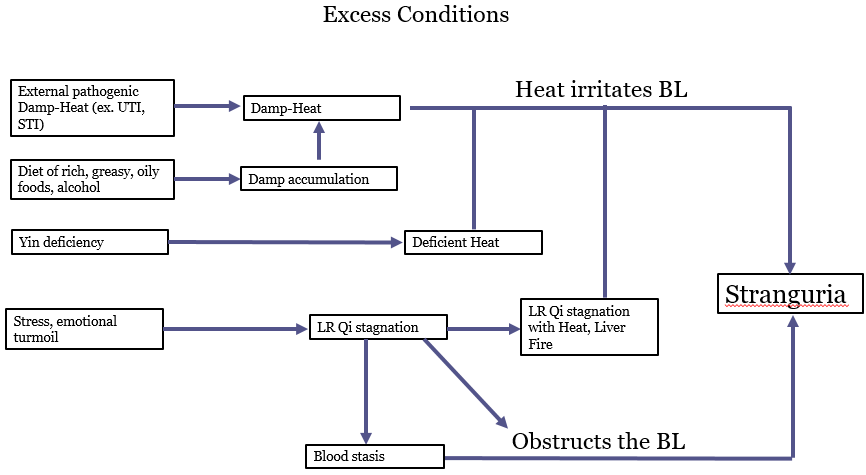 Excess Conditions
External pathogenic
Damp-Heat (ex. UTI,
STI)
Damp-Heat
Heat irritates BL
Diet of rich, greasy, oily
foods, alcohol
Damp accumulation
Yin deficiency
Deficient Heat
Stranguria
Stress, emotional
turmoil
LR Qi stagnation
LR Qi stagnation
with Heat, Liver
Fire
Obstructs the BL
Blood stasis